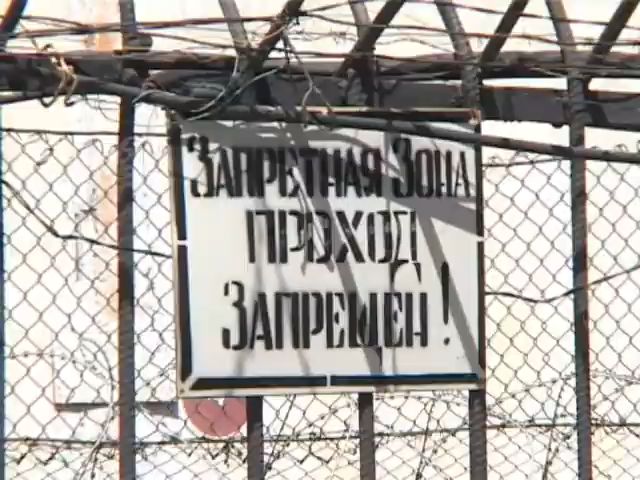 Запретная Зона
проход
Запрещен!